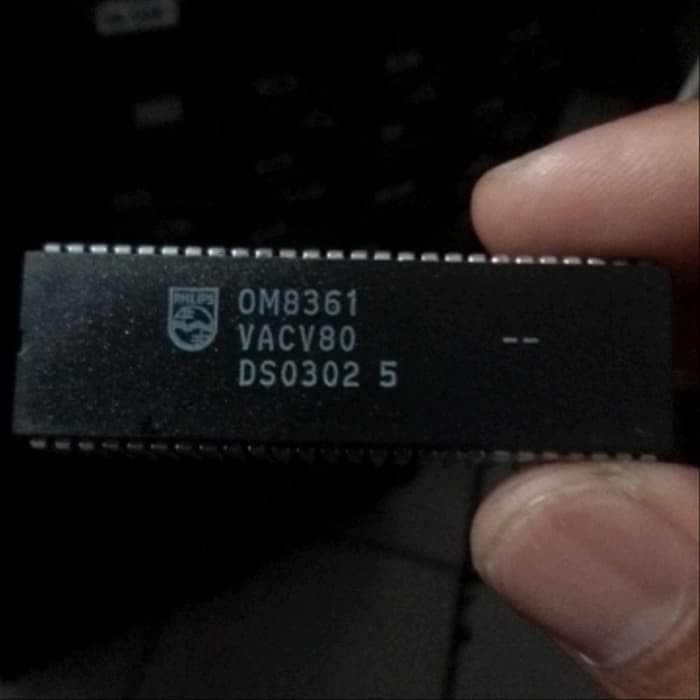 PHILIPS
OM8361
VACV80
--
DS0302 5